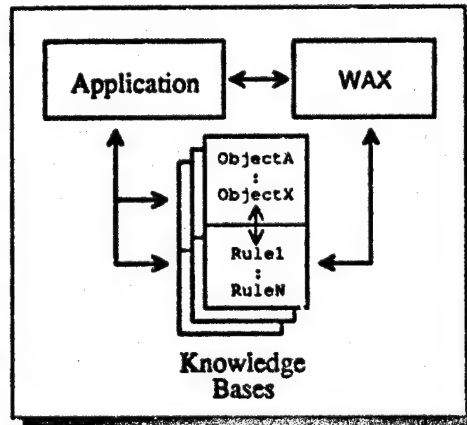 Application
WAX
ObjectA
:
ObjectX
Rule1
:
RuleN
Knowledge
Bases